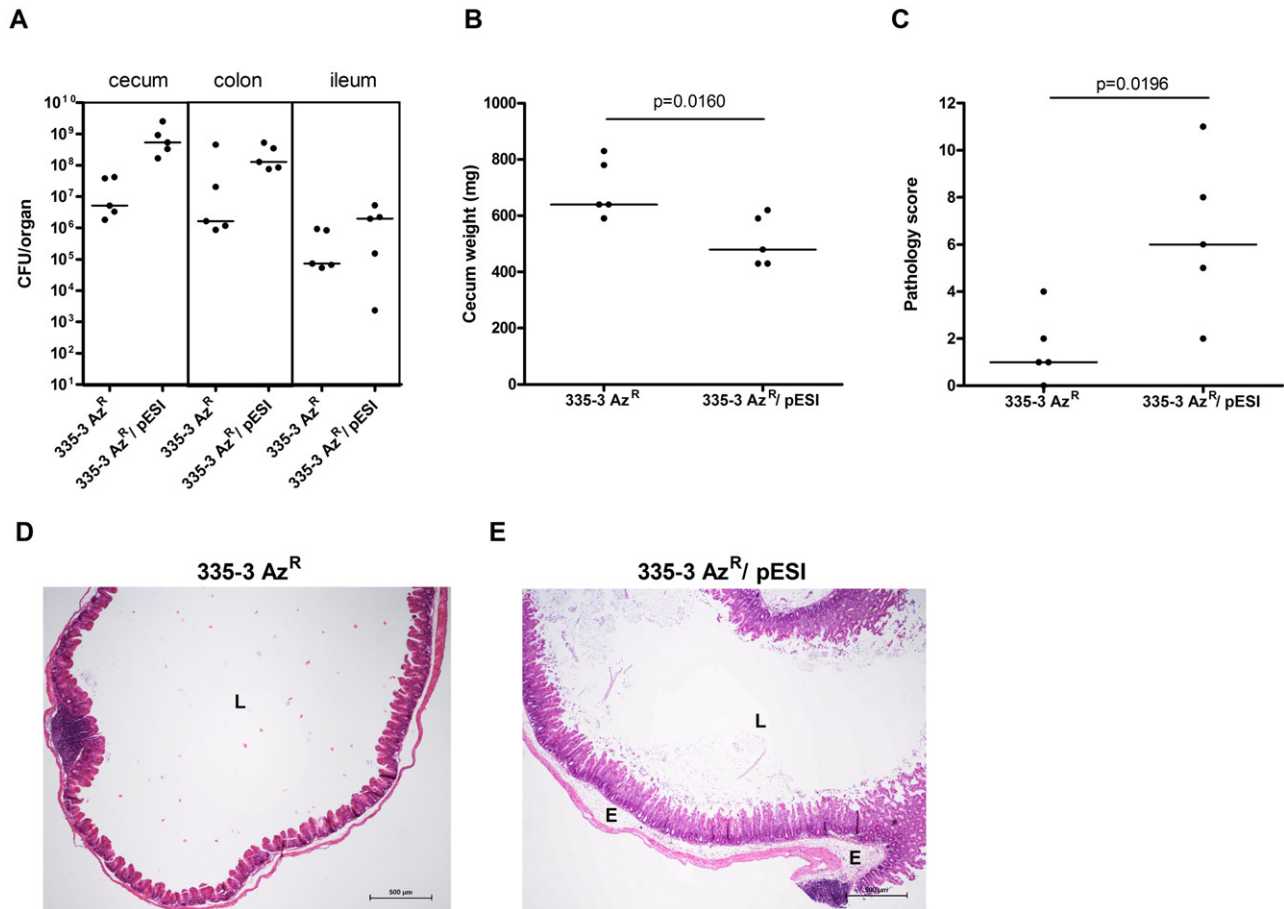 A
cecum colon ileum
CFU/organ
10^10
10^9
10^8
10^7
10^6
10^5
10^4
10^3
10^2
10^1
335-3 Az^R
335-3 Az^R/ pESI
335-3 Az^R
335-3 Az^R/ pESI
335-3 Az^R
335-3 Az^R/ pESI
B
p=0.0160
Cecum weight (mg)
1000
800
600
400
200
0
335-3 Az^R 335-3 Az^R/ pESI
C
p=0.0196
Pathology score
12
10
8
6
4
2
0
335-3 Az^R 335-3 Az^R/ pESI
D
335-3 Az^R
L
500 µm
E
335-3 Az^R/ pESI
L
E
E
500 µm